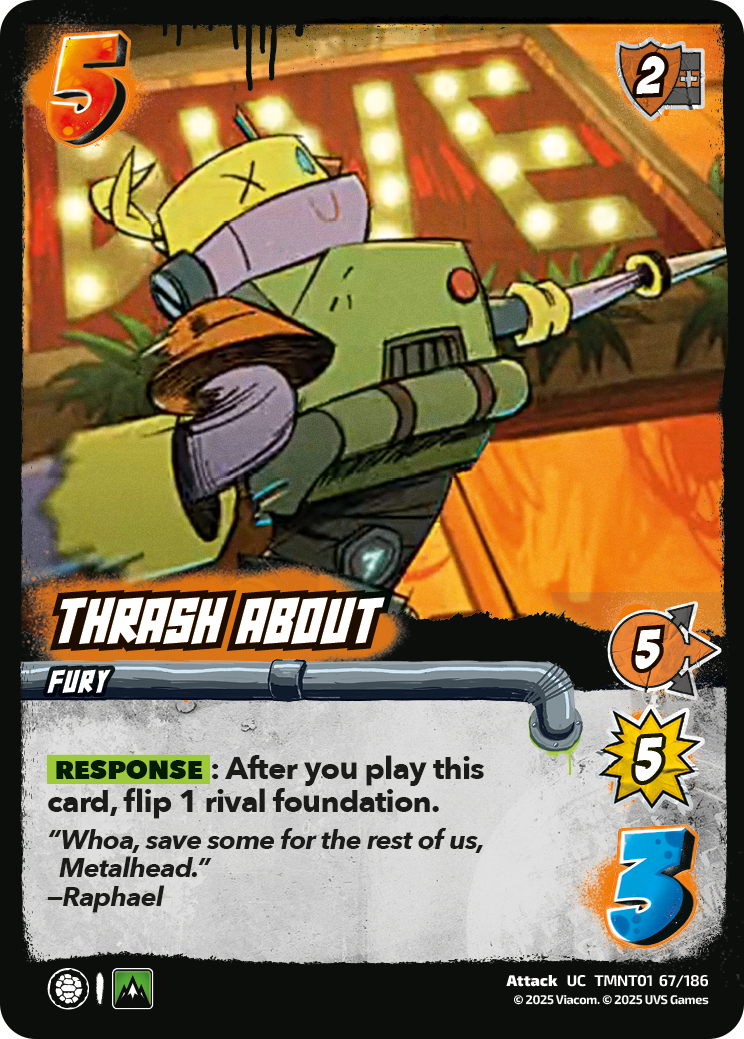 5
2
DIVE
THRASH ABOUT
5
FURY
5
RESPONSE : After you play this
card, flip 1 rival foundation.
“Whoa, save some for the rest of us,
Metalhead.”
–Raphael
3
Attack UC TMNT01 67/186
© 2025 Viacom. © 2025 UVS Games